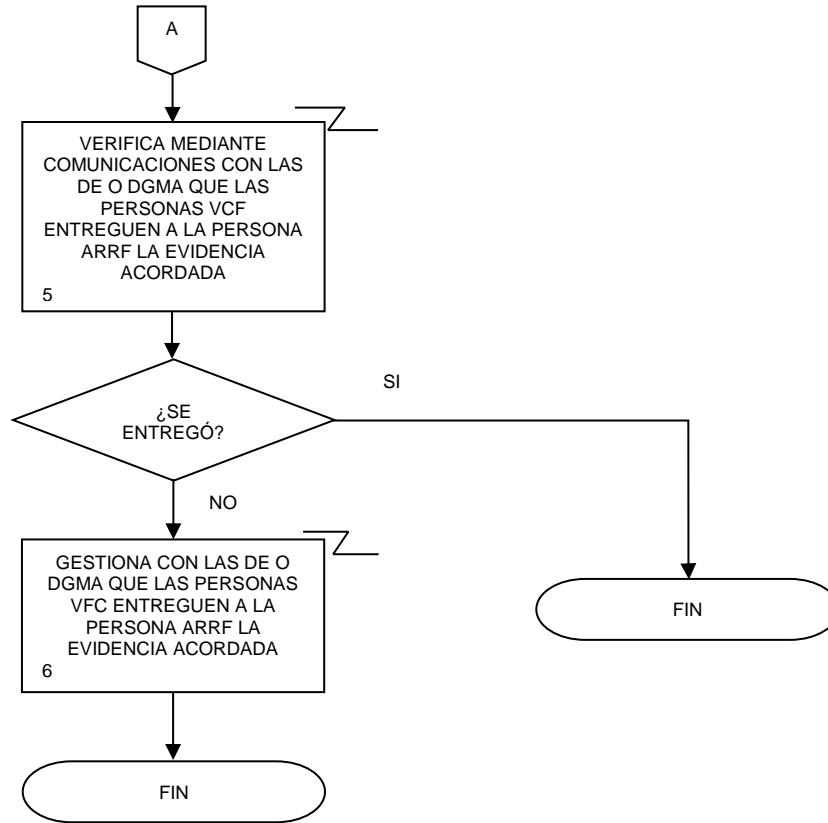 A
VERIFICA MEDIANTE
COMUNICACIONES CON LAS
DE O DGMA QUE LAS
PERSONAS VCF
ENTREGUEN A LA PERSONA
ARRF LA EVIDENCIA
ACORDADA
5
SI
¿SE
ENTREGÓ?
NO
GESTIONA CON LAS DE O
DGMA QUE LAS PERSONAS
VFC ENTREGUEN A LA
PERSONA ARRF LA
EVIDENCIA ACORDADA
6
FIN
FIN